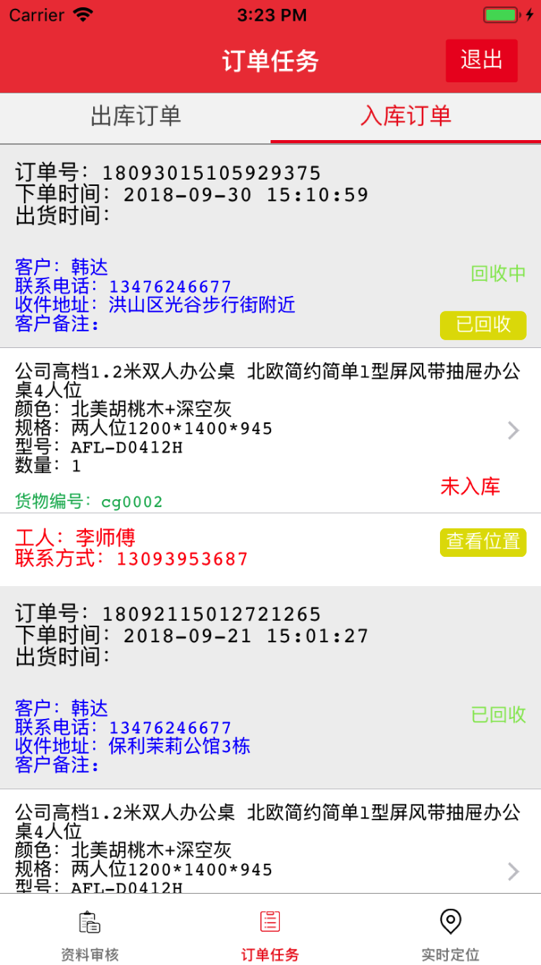 Carrier 3:23 PM
订单任务 退出
出库订单 入库订单
订单号：18093015105929375
下单时间：2018-09-30 15:10:59
出货时间：
客户：韩达
联系电话：13476246677
收件地址：洪山区光谷步行街附近
客户备注：
回收中
已回收
公司高档1.2米双人办公桌 北欧简约简单1型屏风带抽屉办公
桌4人位
颜色：北美胡桃木+深空灰
规格：两人位1200*1400*945
型号：AFL-D0412H
数量：1
未入库
货物编号：cg0002
工人：李师傅
联系方式：13093953687
查看位置
订单号：18092115012721265
下单时间：2018-09-21 15:01:27
出货时间：
客户：韩达
联系电话：13476246677
收件地址：保利茉莉公馆3栋
客户备注：
已回收
公司高档1.2米双人办公桌 北欧简约简单1型屏风带抽屉办公
桌4人位
颜色：北美胡桃木+深空灰
规格：两人位1200*1400*945
型号：AFL-D0412H
资料审核 订单任务 实时定位